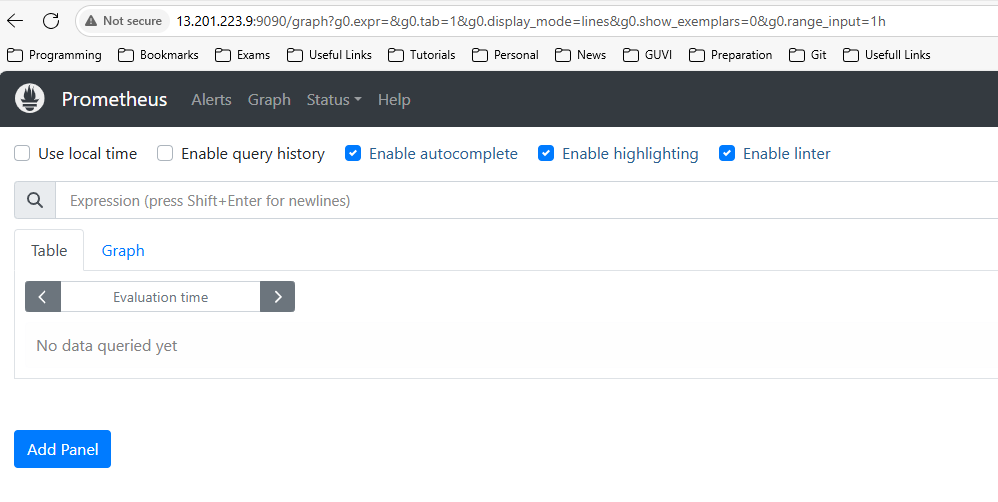 Not secure 13.201.223.9:9090/graph?g0.expr=&g0.tab=1&g0.display_mode=lines&g0.show_exemplars=0&g0.range_input=1h
Programming Bookmarks Exams Useful Links Tutorials Personal News GUVI Preparation Git Usefull Links
Prometheus Alerts Graph Status Help
Use local time Enable query history Enable autocomplete Enable highlighting Enable linter
Expression (press Shift+Enter for newlines)
Table Graph
Evaluation time
No data queried yet
Add Panel